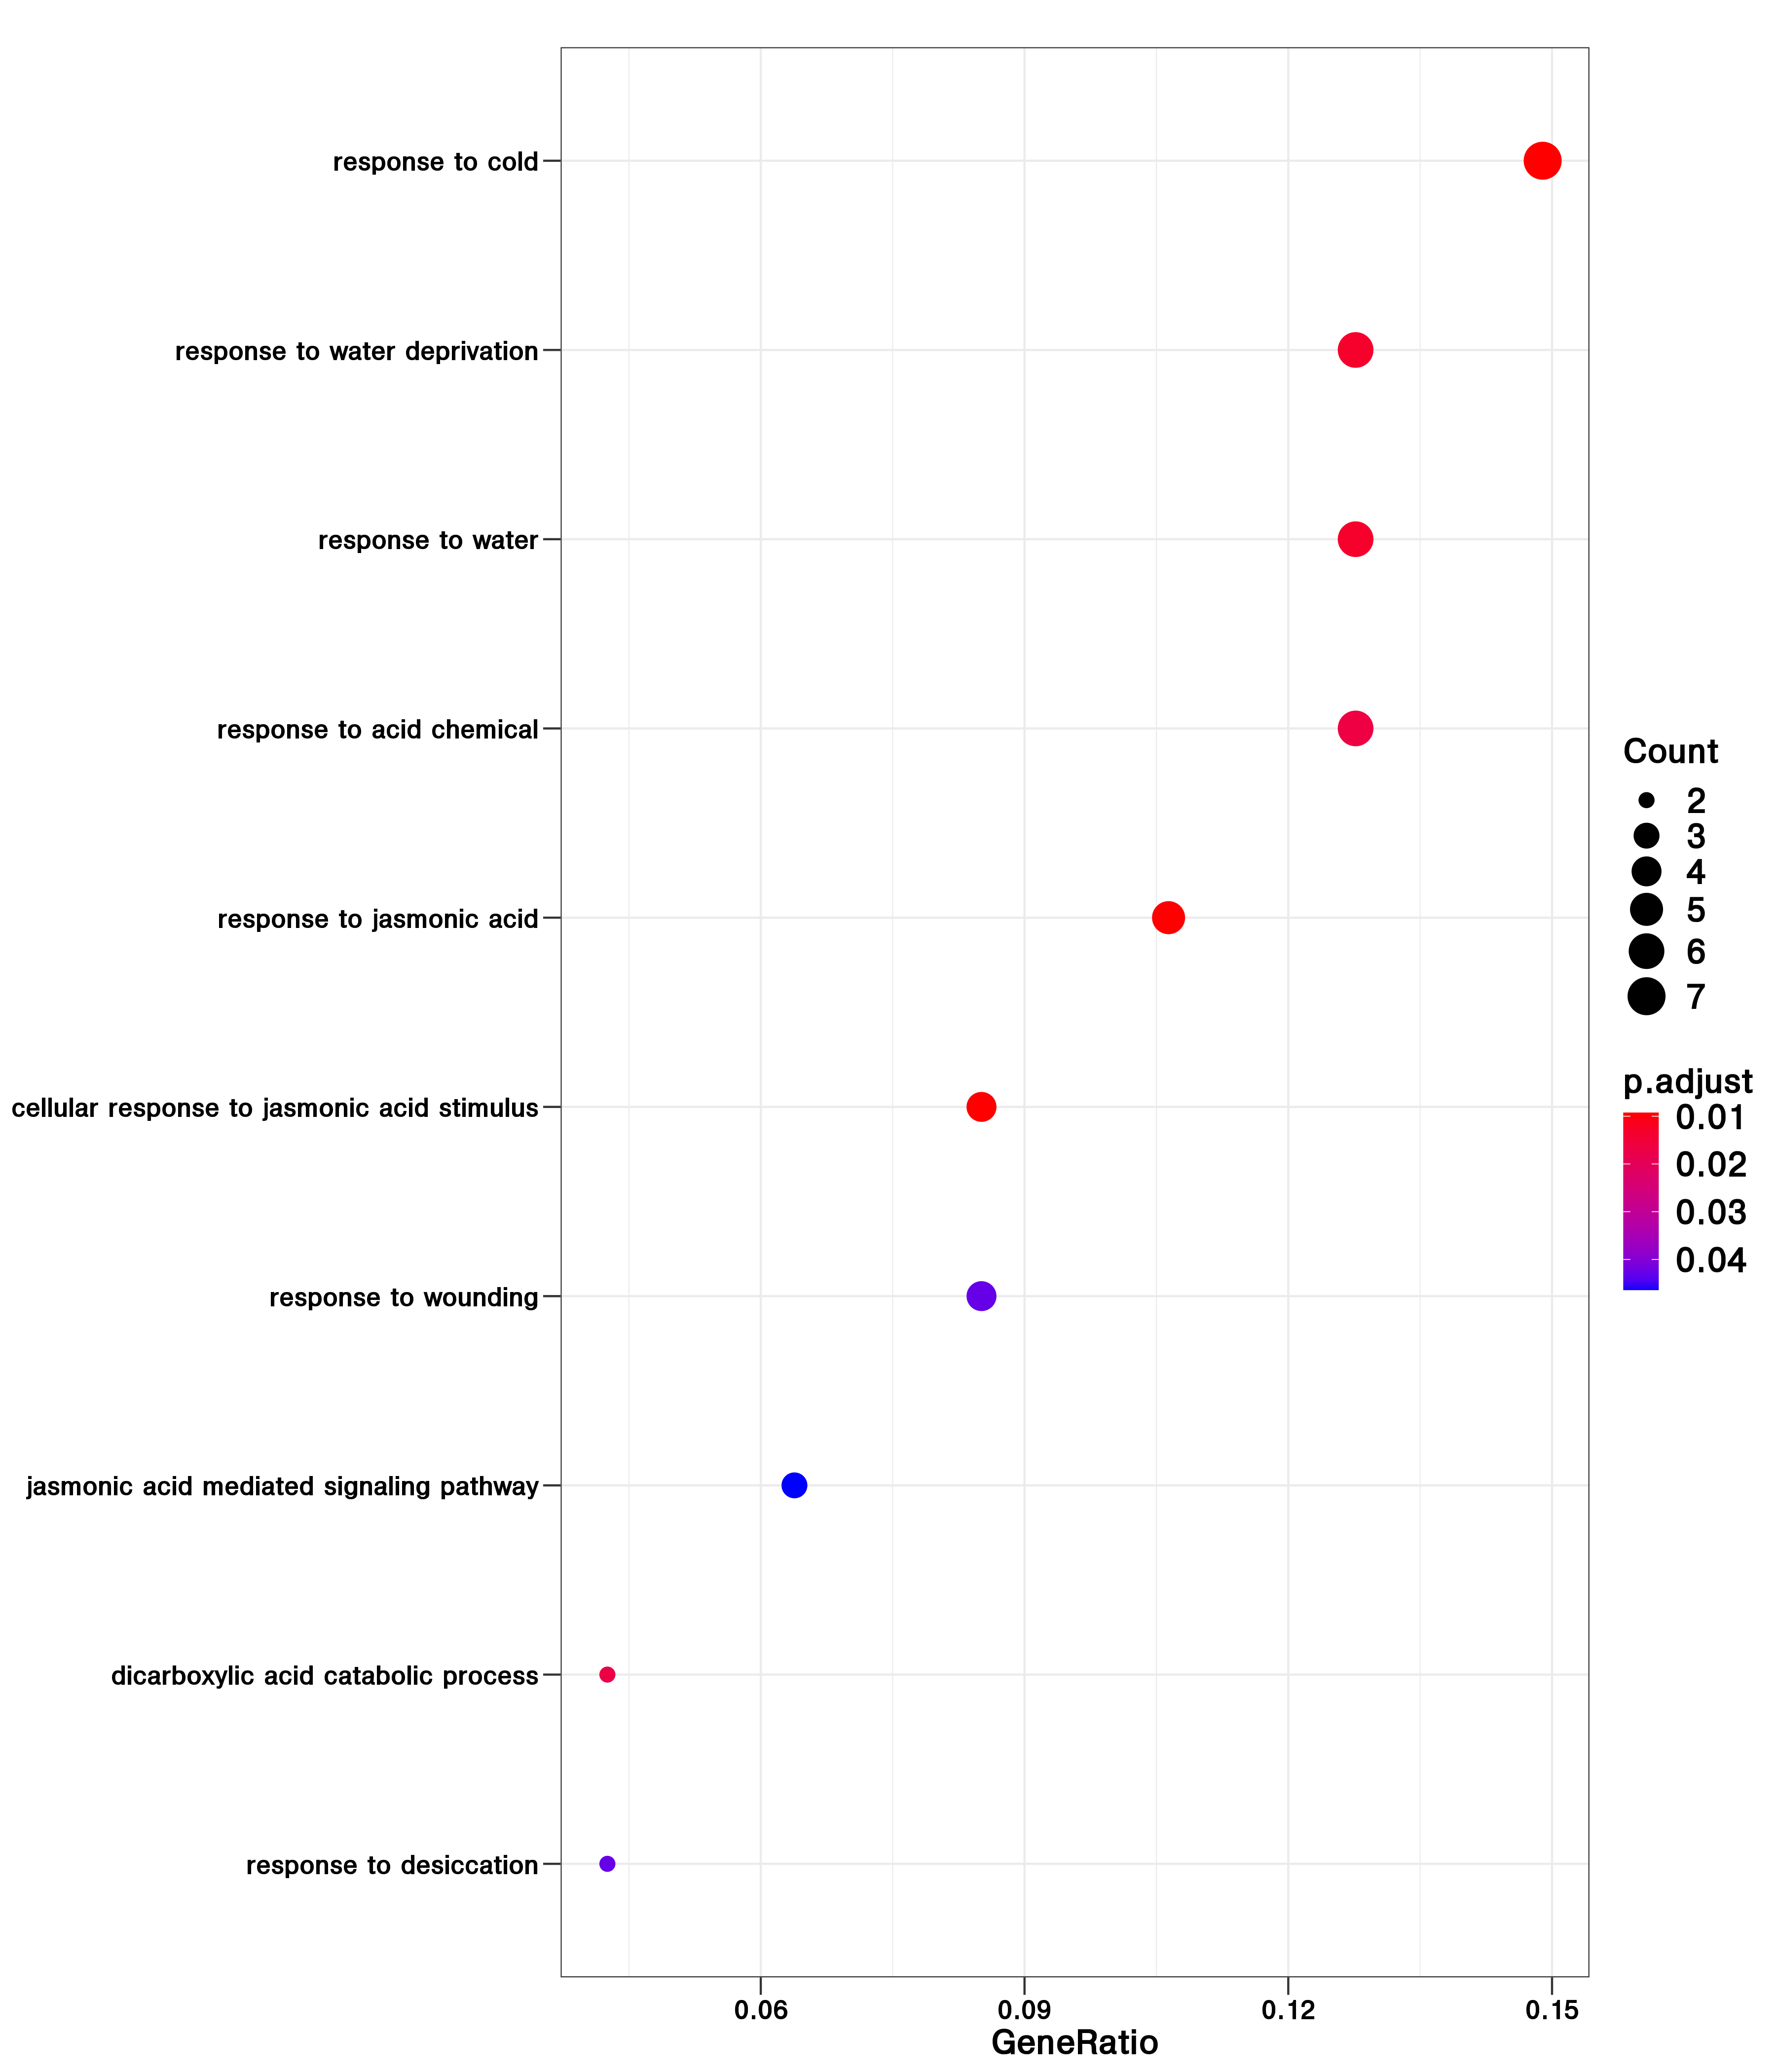 response to cold
response to water deprivation
response to water
response to acid chemical
response to jasmonic acid
cellular response to jasmonic acid stimulus
response to wounding
jasmonic acid mediated signaling pathway
dicarboxylic acid catabolic process
response to desiccation
0.06 0.09 0.12 0.15
GeneRatio
Count
2
3
4
5
6
7
p.adjust
0.01
0.02
0.03
0.04